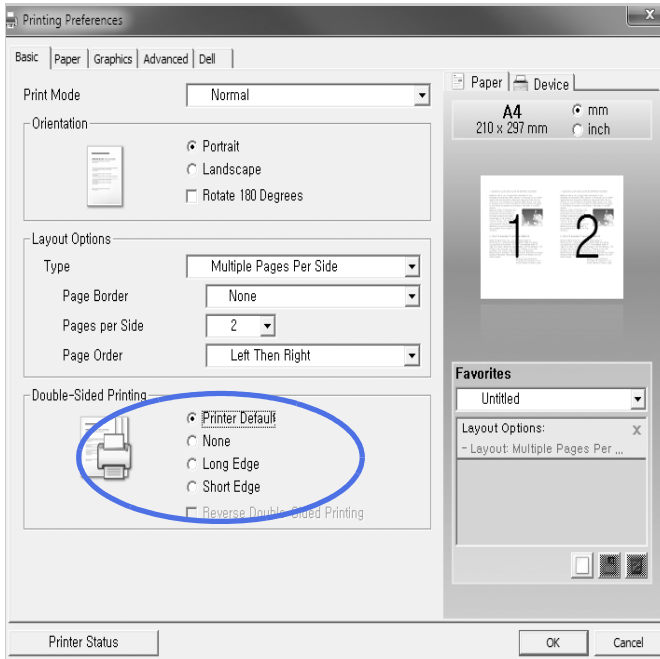 Printing Preferences
Basic Paper Graphics Advanced Dell
Print Mode Normal
Orientation
Portrait
Landscape
Rotate 180 Degrees
Layout Options
Type Multiple Pages Per Side
Page Border None
Pages per Side 2
Page Order Left Then Right
Double-Sided Printing
Printer Default
None
Long Edge
Short Edge
Reverse Double-Sided Printing
Paper Device
A4
210 x 297 mm
mm
inch
1 2
Favorites
Untitled
Layout Options: X
- Layout: Multiple Pages Per ...
Printer Status OK Cancel